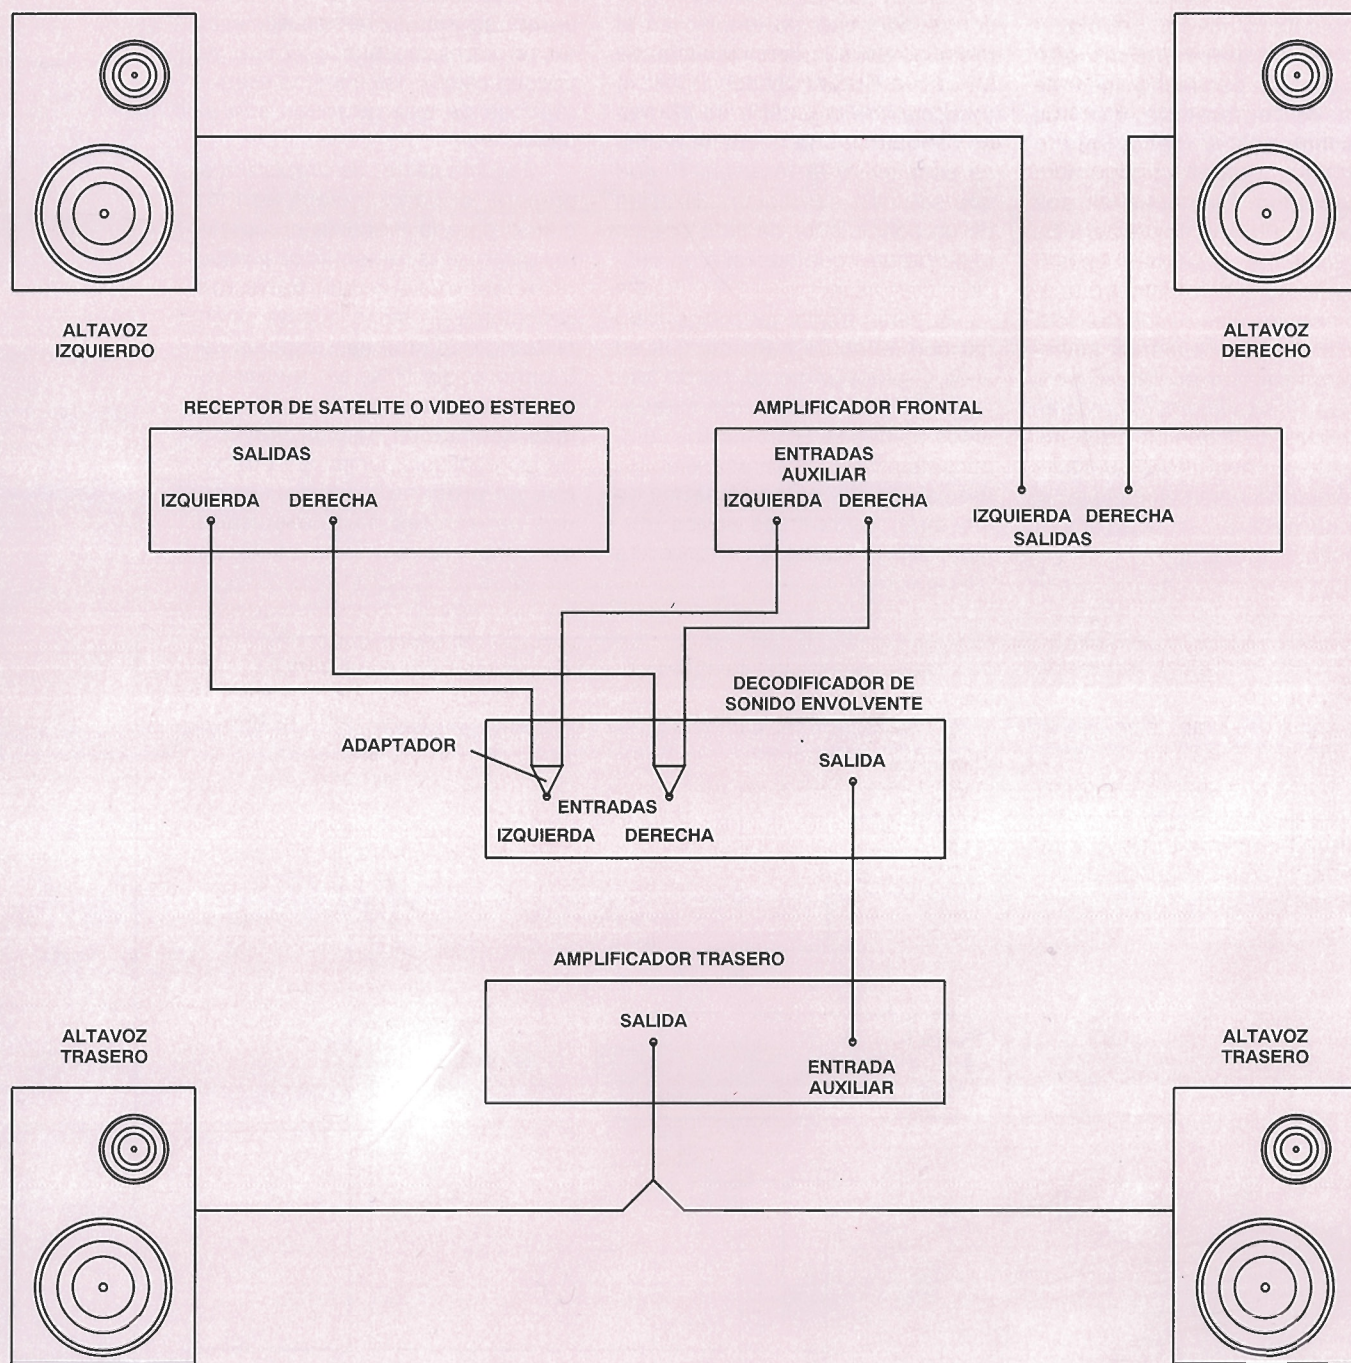 ALTAVOZ
IZQUIERDO
ALTAVOZ
DERECHO
RECEPTOR DE SATELITE O VIDEO ESTEREO
SALIDAS
IZQUIERDA DERECHA
AMPLIFICADOR FRONTAL
ENTRADAS
AUXILIAR
IZQUIERDA DERECHA
IZQUIERDA DERECHA
SALIDAS
DECODIFICADOR DE
SONIDO ENVOLVENTE
ADAPTADOR
SALIDA
ENTRADAS
IZQUIERDA DERECHA
AMPLIFICADOR TRASERO
SALIDA
ENTRADA
AUXILIAR
ALTAVOZ
TRASERO
ALTAVOZ
TRASERO